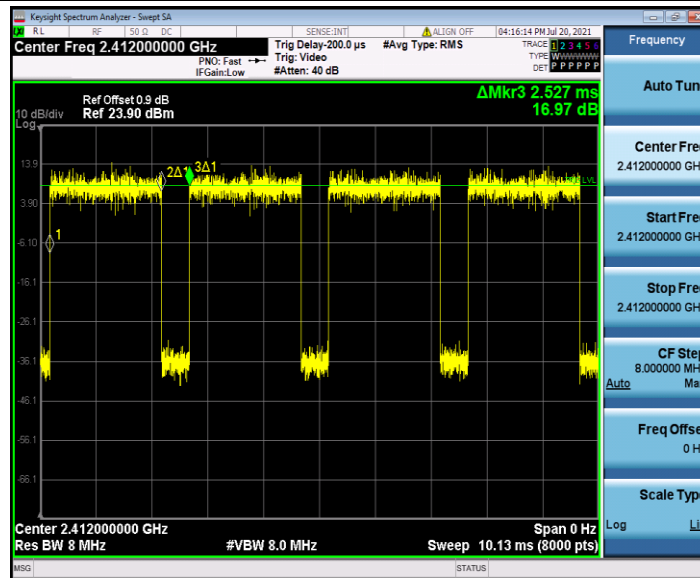 Keysight Spectrum Analyzer - Swept SA
RL RF 50 Ω DC SENSE:INT ALIGN OFF 04:16:14 PM Jul 20, 2021
Center Freq 2.412000000 GHz
PNO: Fast
IFGain:Low
Trig Delay-200.0 µs
Trig: Video
#Atten: 40 dB
#Avg Type: RMS
TRACE 1 2 3 4 5 6
TYPE WWWWWW
DET P P P P P P
Ref Offset 0.9 dB
10 dB/div Ref 23.90 dBm
Log
ΔMkr3 2.527 ms
16.97 dB
13.9
3.90
-6.10
-16.1
-26.1
-36.1
-46.1
-56.1
-66.1
1
2Δ1
3Δ1
LVL
Center 2.412000000 GHz Span 0 Hz
Res BW 8 MHz #VBW 8.0 MHz Sweep 10.13 ms (8000 pts)
MSG STATUS
Frequency
Auto Tun
Center Fre
2.412000000 GH
Start Fre
2.412000000 GH
Stop Fre
2.412000000 GH
CF Ste
8.000000 MH
Auto Ma
Freq Offse
0 H
Scale Typ
Log Li